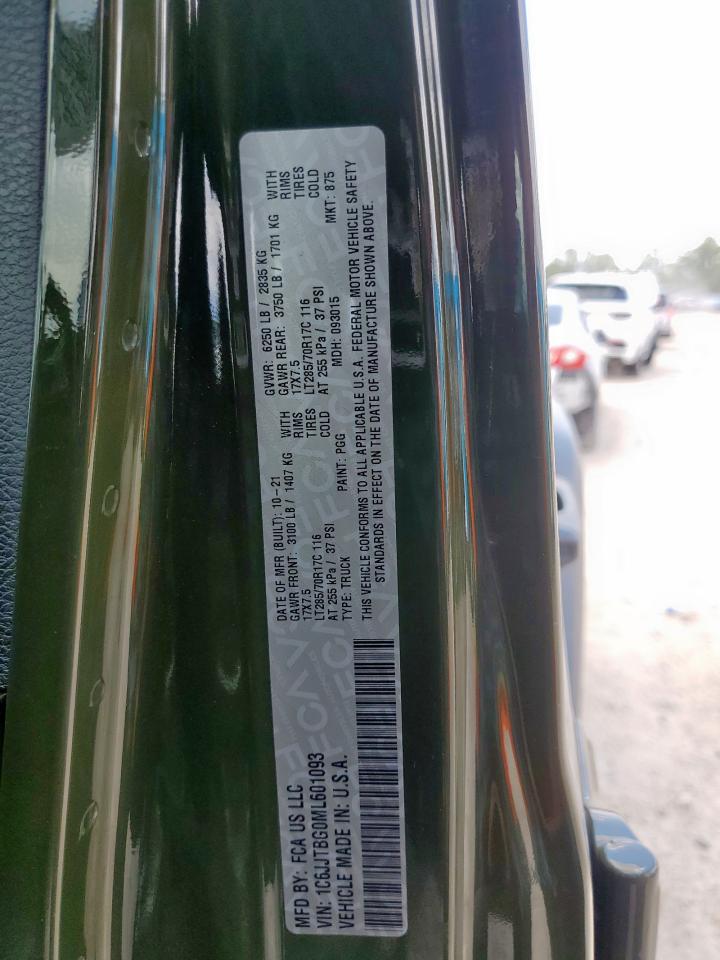 MFD BY: FCA US LLC
VIN: 1C6JJTBG0ML601093
VEHICLE MADE IN: U.S.A.
DATE OF MFR (BUILT): 10-21 GVWR: 6250 LB / 2835 KG
GAWR FRONT: 3100 LB / 1407 KG WITH GAWR REAR: 3750 LB / 1701 KG WITH
17X7.5 RIMS 17X7.5 RIMS
LT285/70R17C 116 TIRES LT285/70R17C 116 TIRES
AT 255 kPa / 37 PSI COLD AT 255 kPa / 37 PSI COLD
TYPE: TRUCK PAINT: PGG MDH: 093015 MKT: 875
THIS VEHICLE CONFORMS TO ALL APPLICABLE U.S.A. FEDERAL MOTOR VEHICLE SAFETY
STANDARDS IN EFFECT ON THE DATE OF MANUFACTURE SHOWN ABOVE.